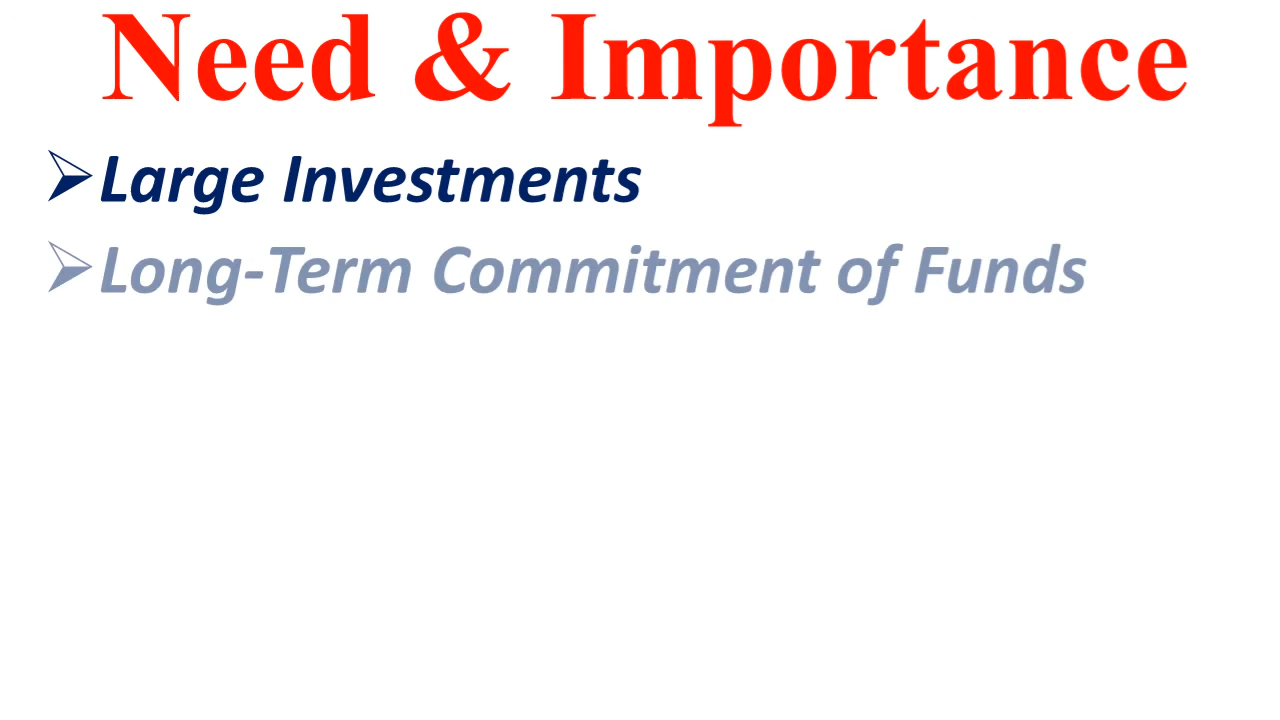 Need & Importance
➢Large Investments
➢Long-Term Commitment of Funds